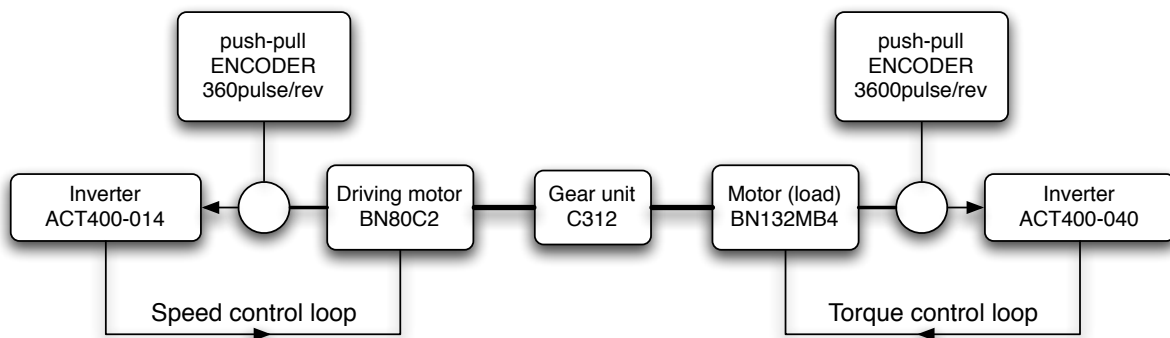 push-pull
ENCODER
360pulse/rev
push-pull
ENCODER
3600pulse/rev
Inverter
ACT400-014
Driving motor
BN80C2
Gear unit
C312
Motor (load)
BN132MB4
Inverter
ACT400-040
Speed control loop
Torque control loop